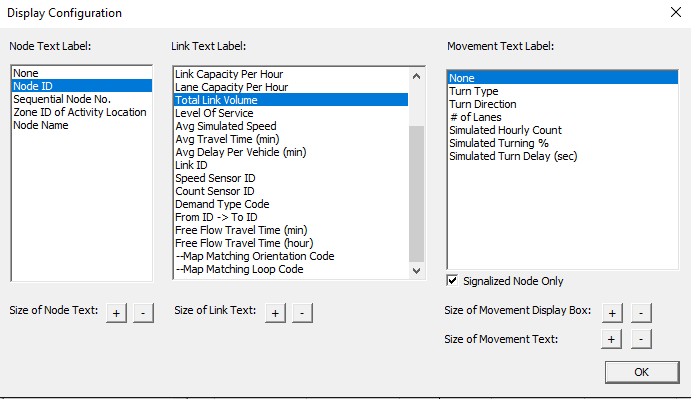 Display Configuration
Node Text Label:
None
Node ID
Sequential Node No.
Zone ID of Activity Location
Node Name
Size of Node Text:
+
-
Link Text Label:
Link Capacity Per Hour
Lane Capacity Per Hour
Total Link Volume
Level Of Service
Avg Simulated Speed
Avg Travel Time (min)
Avg Delay Per Vehicle (min)
Link ID
Speed Sensor ID
Count Sensor ID
Demand Type Code
From ID -> To ID
Free Flow Travel Time (min)
Free Flow Travel Time (hour)
--Map Matching Orientation Code
--Map Matching Loop Code
Size of Link Text:
+
-
Movement Text Label:
None
Turn Type
Turn Direction
# of Lanes
Simulated Hourly Count
Simulated Turning %
Simulated Turn Delay (sec)
Signalized Node Only
Size of Movement Display Box:
+
-
Size of Movement Text:
+
-
OK